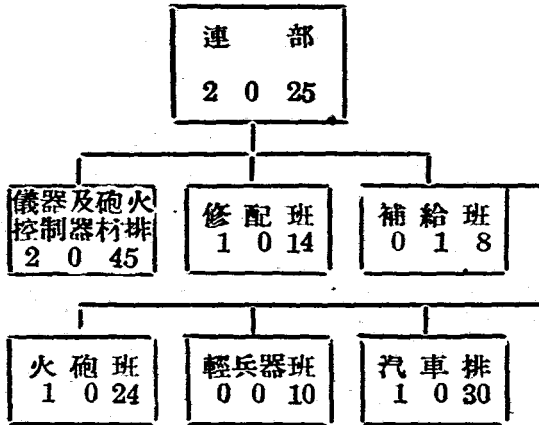 連部
2 0 25
儀器及砲火
控制器材排
2 0 45
修配班
1 0 14
補給班
0 1 8
火砲班
1 0 24
輕兵器班
0 0 10
汽車排
1 0 30